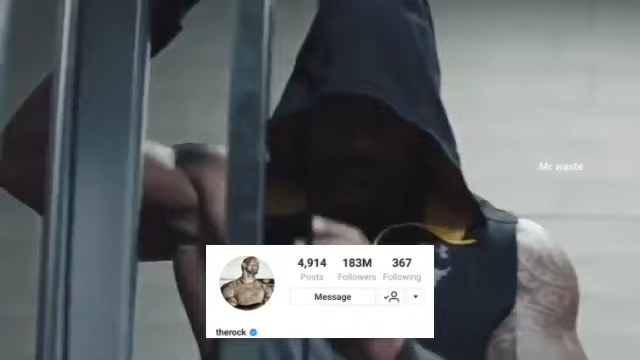 Mr waste
4,914 183M 367
Posts Followers Following
Message
therock